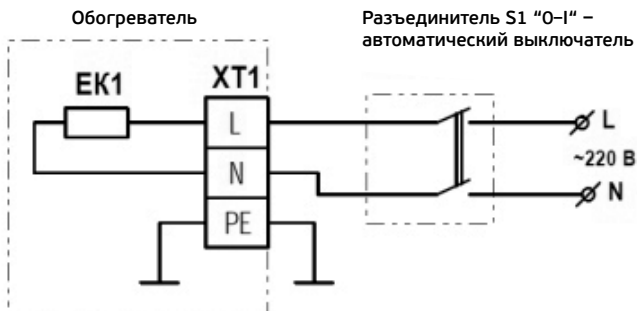 Обогреватель
Разъединитель S1 “0–I“ –
автоматический выключатель
EK1
XT1
L
N
PE
L
~220 В
N